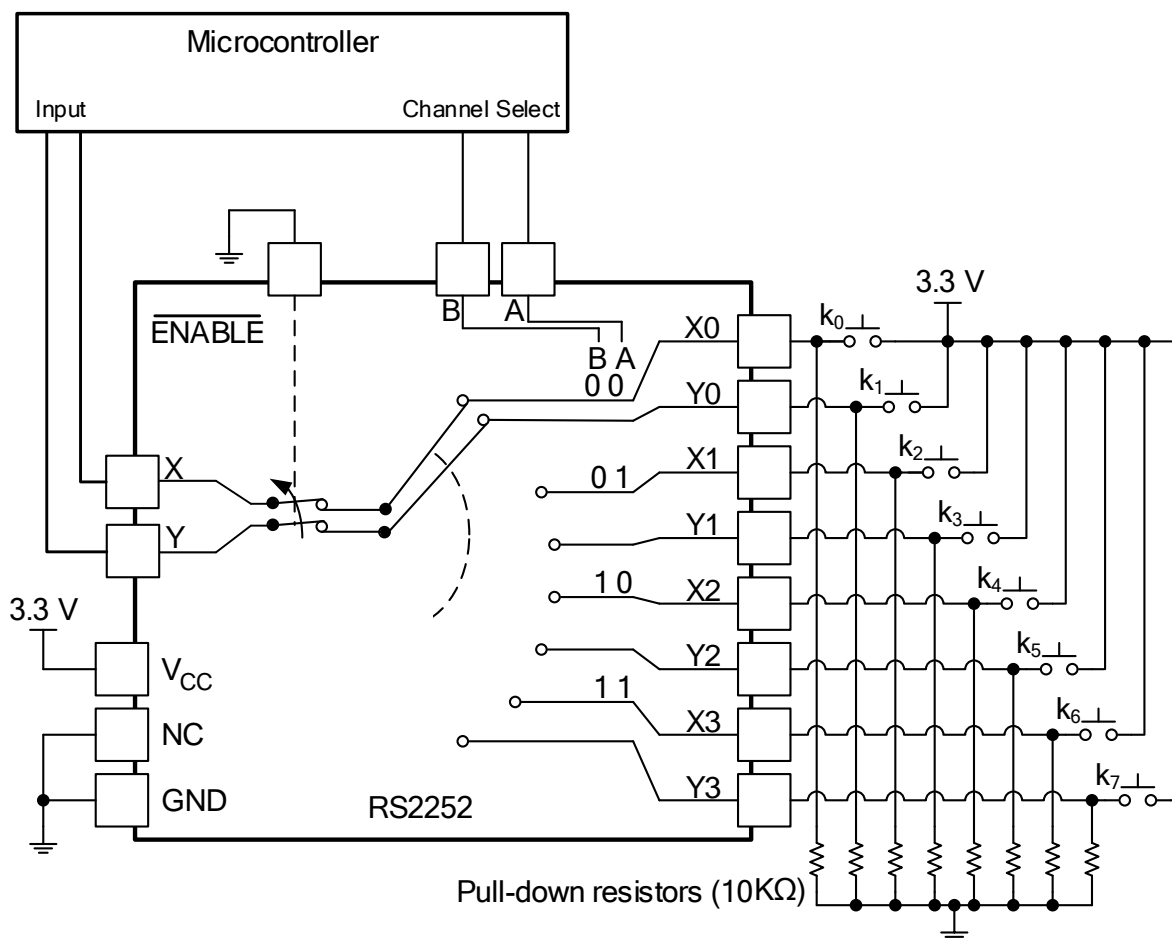 Microcontroller
Input
Channel Select
B
A
ENABLE
B A
0 0
X0
Y0
0 1
X1
Y1
1 0
X2
Y2
1 1
X3
Y3
X
Y
3.3 V
VCC
NC
GND
RS2252
3.3 V
k0
k1
k2
k3
k4
k5
k6
k7
Pull-down resistors (10KΩ)